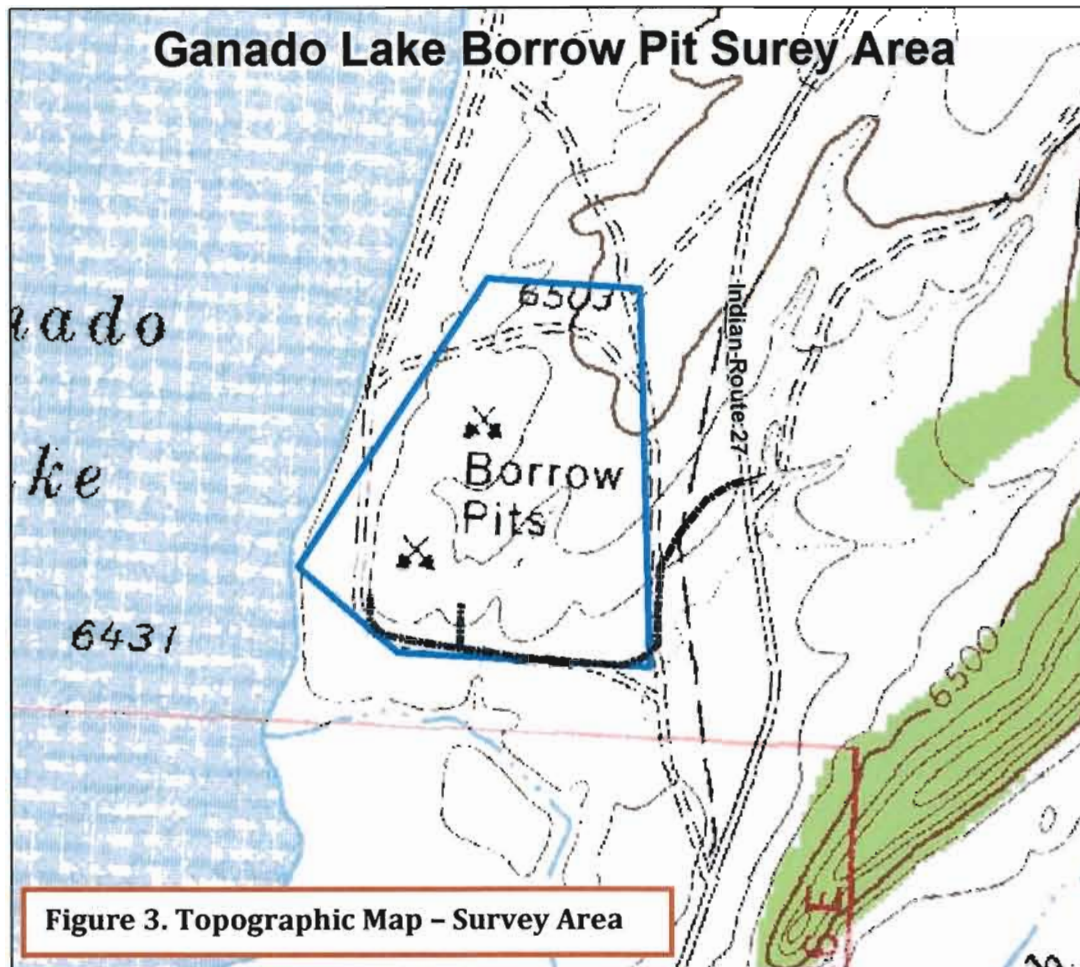 Ganado Lake Borrow Pit Surey Area
6503
nado
Indian-Route:27
Borrow
Pits
ke
6431
6500
S E
Figure 3. Topographic Map – Survey Area